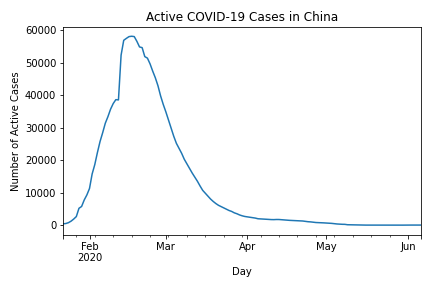 Active COVID-19 Cases in China
60000
50000
40000
30000
20000
10000
0
Number of Active Cases
Feb
2020
Mar
Apr
May
Jun
Day